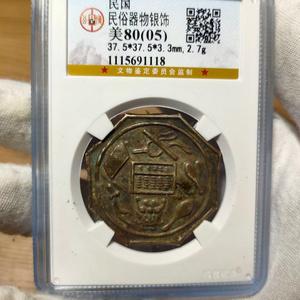 民国
民俗器物银饰
美80(05)
37.5*37.5*3.3mm,2.7g
1115691118
★文物鉴定委员会监制★